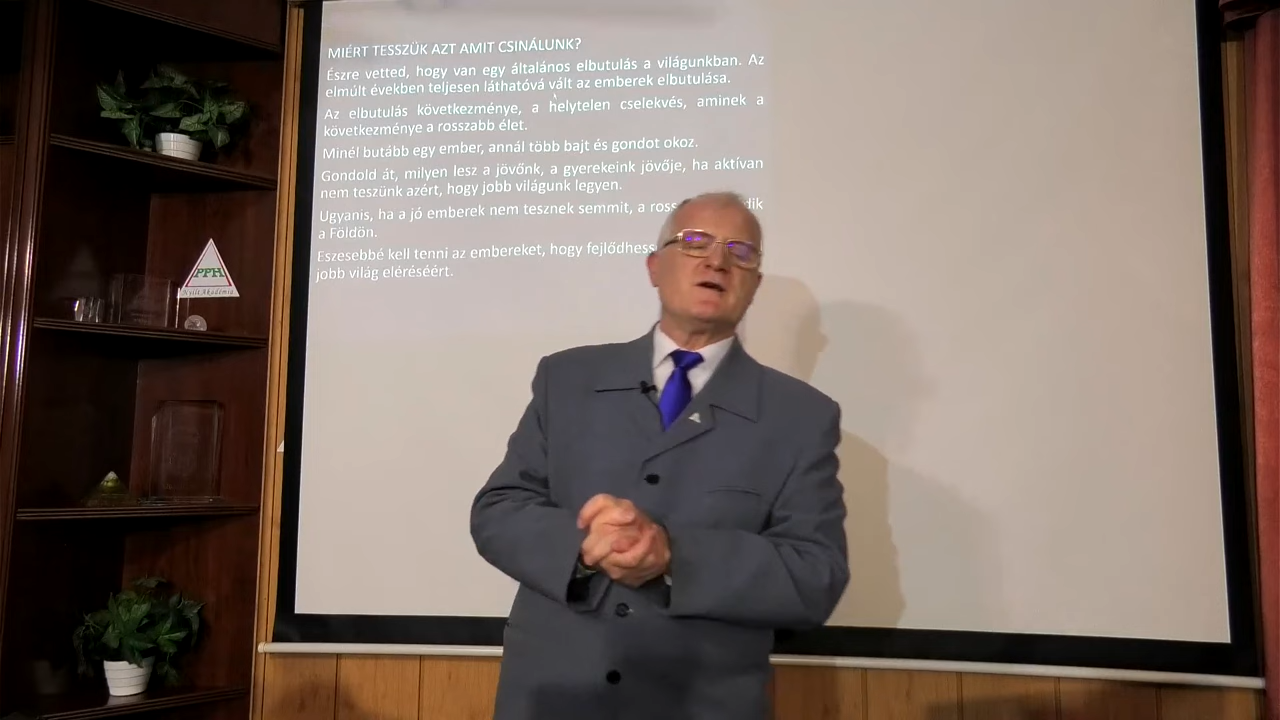 MIÉRT TESSZÜK AZT AMIT CSINÁLUNK?
Észre vetted, hogy van egy általános elbutulás a világunkban. Az
elmúlt években teljesen láthatóvá vált az emberek elbutulása.
Az elbutulás következménye, a helytelen cselekvés, aminek a
következménye a rosszabb élet.
Minél butább egy ember, annál több bajt és gondot okoz.
Gondold át, milyen lesz a jövőnk, a gyerekeink jövője, ha aktívan
nem teszünk azért, hogy jobb világunk legyen.
Ugyanis, ha a jó emberek nem tesznek semmit, a
a Földön.
Eszesebbé kell tenni az embereket, hogy
jobb világ eléréséért.
PPH
Nyílt Akadémia